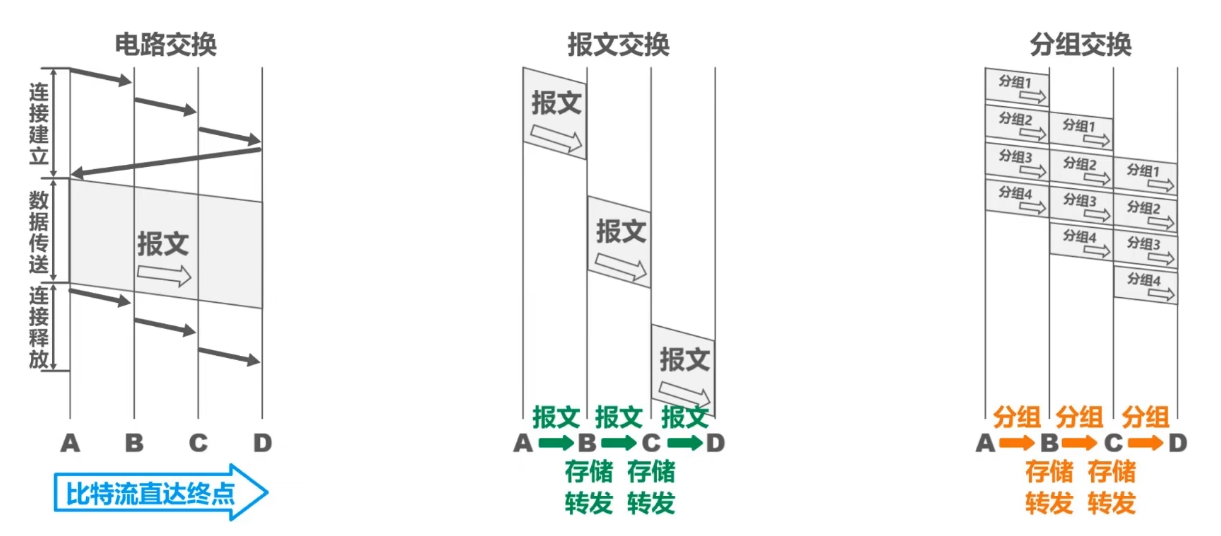 电路交换
连接建立
数据传送
报文
连接释放
A B C D
比特流直达终点
报文交换
报文
报文
报文
报文 报文 报文
A B C D
存储 存储
转发 转发
分组交换
分组1
分组2 分组1
分组3 分组2 分组1
分组4 分组3 分组2
分组4 分组3
分组4
分组 分组 分组
A B C D
存储 存储
转发 转发